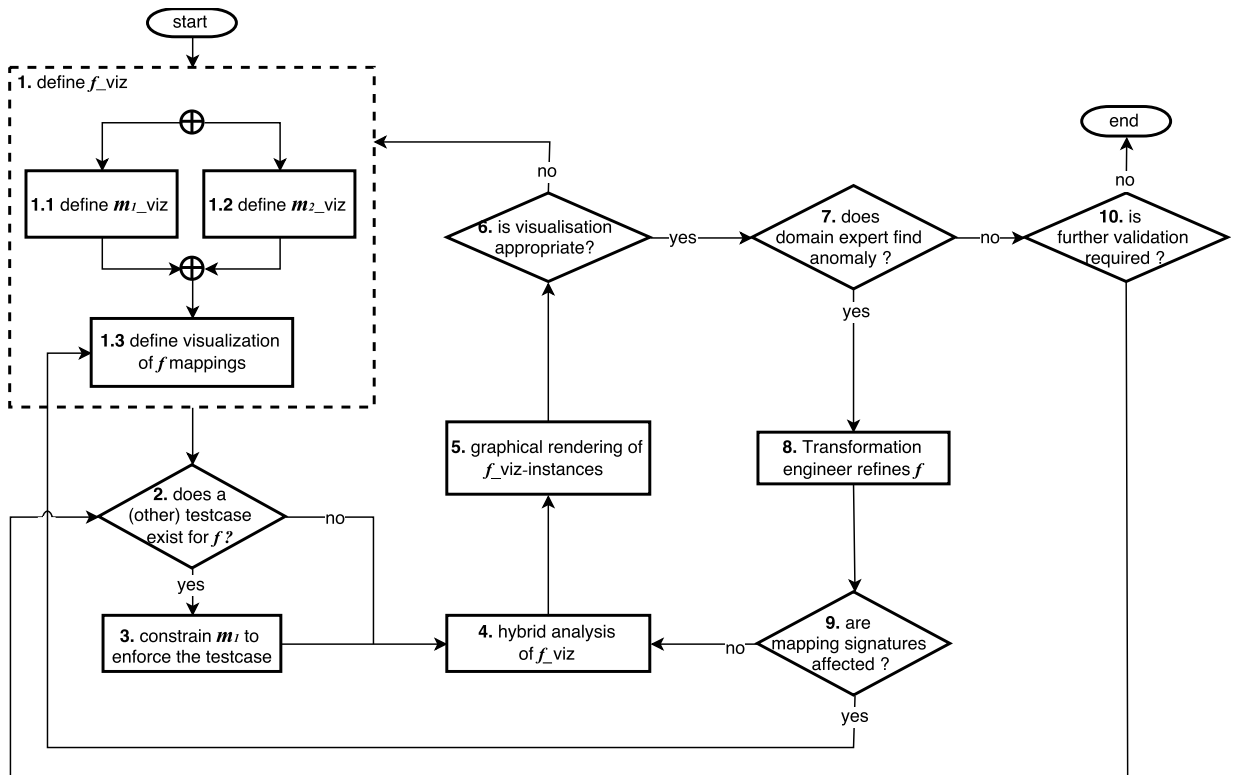 start
1. define f_viz
1.1 define m1_viz
1.2 define m2_viz
1.3 define visualization
of f mappings
2. does a
(other) testcase
exist for f?
no
yes
3. constrain m1 to
enforce the testcase
4. hybrid analysis
of f_viz
5. graphical rendering of
f_viz-instances
no
6. is visualisation
appropriate?
yes
7. does
domain expert find
anomaly ?
no
yes
8. Transformation
engineer refines f
9. are
mapping signatures
affected ?
no
yes
end
no
10. is
further validation
required ?